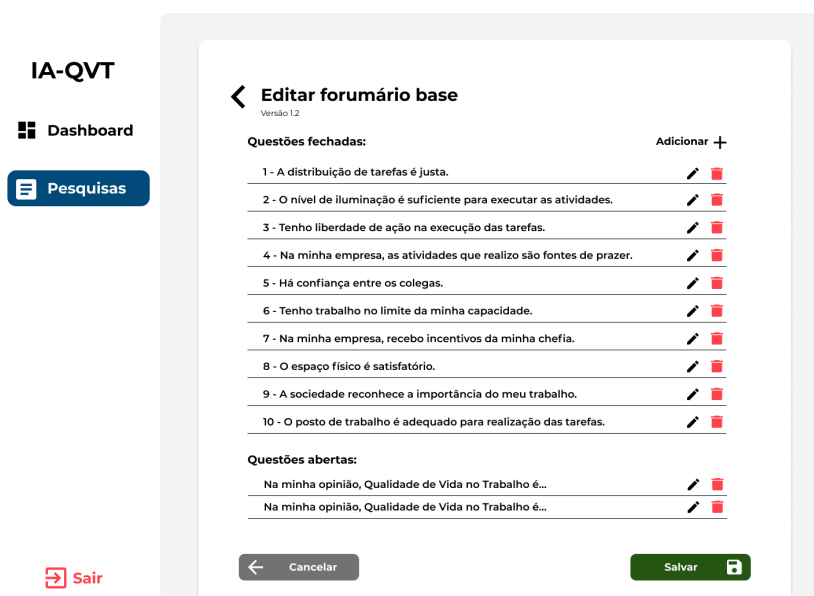 IA-QVT
Dashboard
Pesquisas
Sair
Editar forumário base
Versão 1.2
Questões fechadas:
Adicionar
1 - A distribuição de tarefas é justa.
2 - O nível de iluminação é suficiente para executar as atividades.
3 - Tenho liberdade de ação na execução das tarefas.
4 - Na minha empresa, as atividades que realizo são fontes de prazer.
5 - Há confiança entre os colegas.
6 - Tenho trabalho no limite da minha capacidade.
7 - Na minha empresa, recebo incentivos da minha chefia.
8 - O espaço físico é satisfatório.
9 - A sociedade reconhece a importância do meu trabalho.
10 - O posto de trabalho é adequado para realização das tarefas.
Questões abertas:
Na minha opinião, Qualidade de Vida no Trabalho é...
Na minha opinião, Qualidade de Vida no Trabalho é...
Cancelar
Salvar